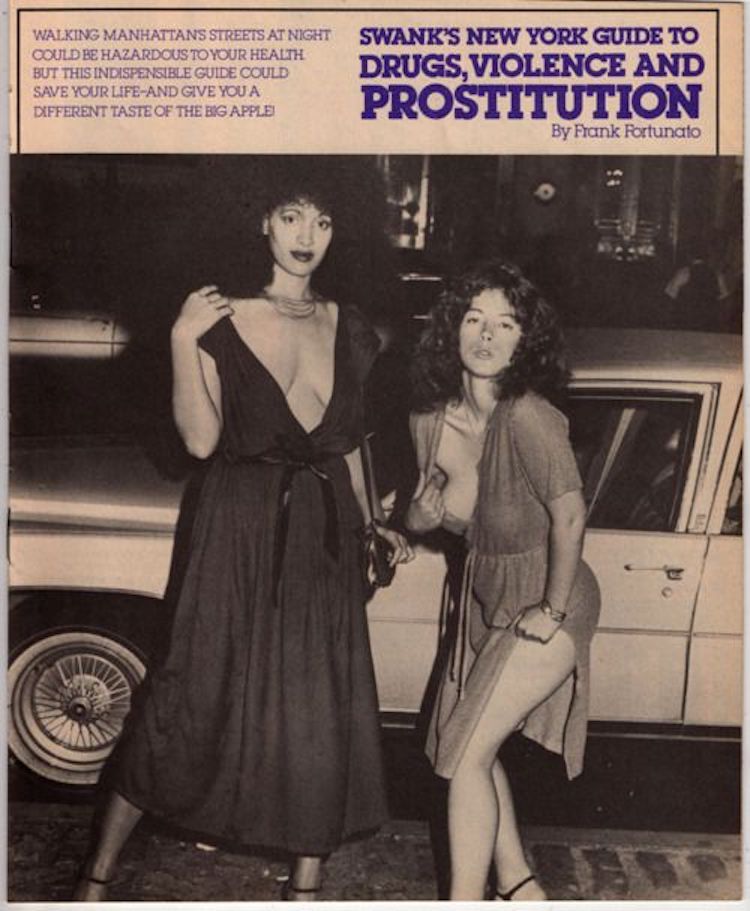 WALKING MANHATTAN'S STREETS AT NIGHT
COULD BE HAZARDOUS TO YOUR HEALTH.
BUT THIS INDISPENSIBLE GUIDE COULD
SAVE YOUR LIFE-AND GIVE YOU A
DIFFERENT TASTE OF THE BIG APPLE!
SWANK'S NEW YORK GUIDE TO
DRUGS, VIOLENCE AND
PROSTITUTION
By Frank Fortunato